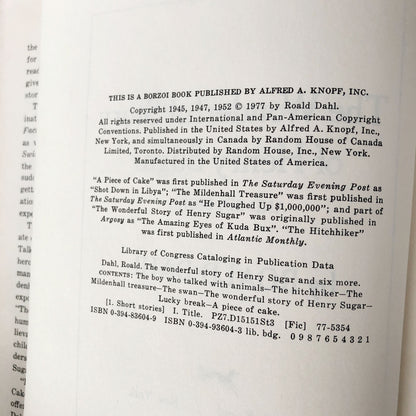 THIS IS A BORZOI BOOK PUBLISHED BY ALFRED A. KNOPF, INC.
Copyright 1945, 1947, 1952 © 1977 by Roald Dahl.
All rights reserved under International and Pan-American Copyright
Conventions. Published in the United States by Alfred A. Knopf, Inc.,
New York, and simultaneously in Canada by Random House of Canada
Limited, Toronto. Distributed by Random House, Inc., New York.
Manufactured in the United States of America.
"A Piece of Cake" was first published in The Saturday Evening Post as
"Shot Down in Libya"; "The Mildenhall Treasure" was first published in
The Saturday Evening Post as "He Ploughed Up $1,000,000"; and part of
"The Wonderful Story of Henry Sugar" was originally published in
Argosy as "The Amazing Eyes of Kuda Bux". "The Hitchhiker"
was first published in Atlantic Monthly.
Library of Congress Cataloging in Publication Data
Dahl, Roald. The wonderful story of Henry Sugar and six more.
CONTENTS: The boy who talked with animals—The hitchhiker—The
Mildenhall treasure—The swan—The wonderful story of Henry Sugar—
Lucky break—A piece of cake.
[1. Short stories] I. Title. PZ7.D15151St3 [Fic] 77-5354
ISBN 0-394-83604-9 ISBN 0-394-93604-3 lib. bdg. 0 9 8 7 6 5 4 3 2 1